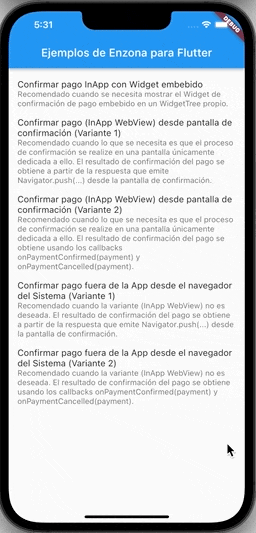 5:31
DEBUG
Ejemplos de Enzona para Flutter
Confirmar pago InApp con Widget embebido
Recomendado cuando se necesita mostrar el Widget de
confirmación de pago embebido en un WidgetTree propio.
Confirmar pago (InApp WebView) desde pantalla de
confirmación (Variante 1)
Recomendado cuando lo que se necesita es que el proceso
de confirmación se realize en una pantalla únicamente
dedicada a ello. El resultado de confirmación del pago se
obtiene a partir de la respuesta que emite
Navigator.push(...) desde la pantalla de confirmación.
Confirmar pago (InApp WebView) desde pantalla de
confirmación (Variante 2)
Recomendado cuando lo que se necesita es que el proceso
de confirmación se realize en una pantalla únicamente
dedicada a ello. El resultado de confirmación del pago se
obtiene usando los callbacks
onPaymentConfirmed(payment) y
onPaymentCancelled(payment).
Confirmar pago fuera de la App desde el navegador
del Sistema (Variante 1)
Recomendado cuando la variante (InApp WebView) no es
deseada. El resultado de confirmación del pago se obtiene
a partir de la respuesta que emite Navigator.push(...) desde
la pantalla de confirmación.
Confirmar pago fuera de la App desde el navegador
del Sistema (Variante 2)
Recomendado cuando la variante (InApp WebView) no es
deseada. El resultado de confirmación del pago se obtiene
usando los callbacks onPaymentConfirmed(payment) y
onPaymentCancelled(payment).